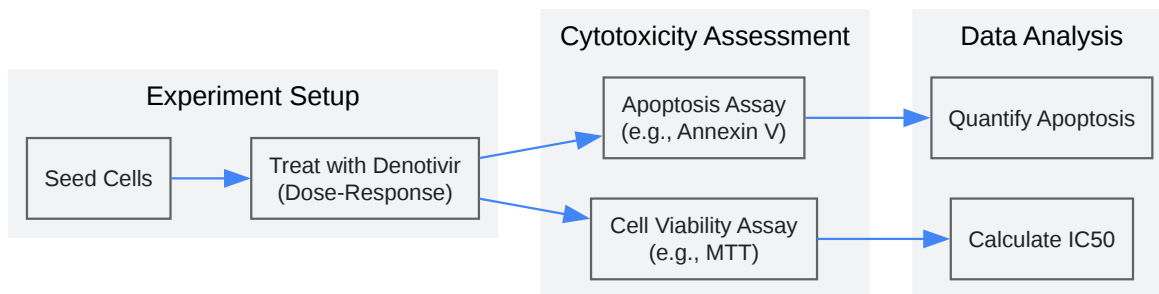 Experiment Setup
Seed Cells
Treat with Denotivir
(Dose-Response)
Cytotoxicity Assessment
Apoptosis Assay
(e.g., Annexin V)
Cell Viability Assay
(e.g., MTT)
Data Analysis
Quantify Apoptosis
Calculate IC50